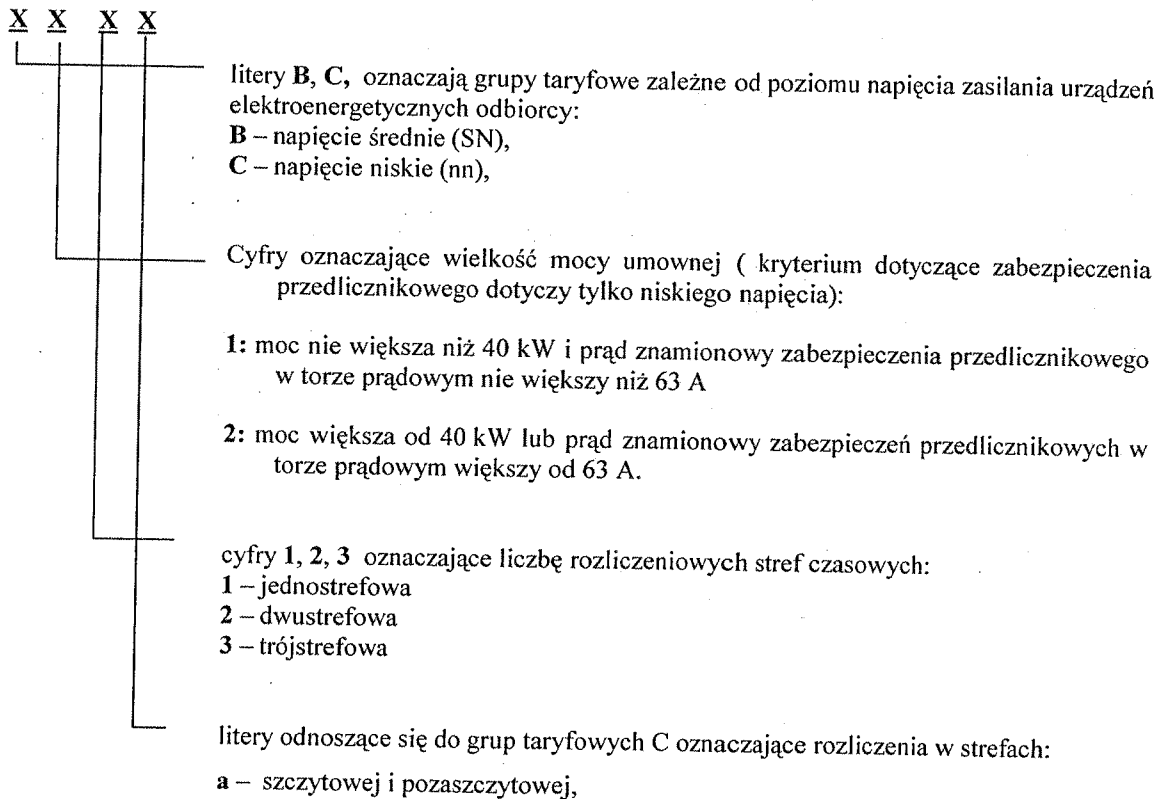 X X X X
litery B, C, oznaczają grupy taryfowe zależne od poziomu napięcia zasilania urządzeń
elektroenergetycznych odbiorcy:
B – napięcie średnie (SN),
C – napięcie niskie (nn),
Cyfry oznaczające wielkość mocy umownej ( kryterium dotyczące zabezpieczenia
przedlicznikowego dotyczy tylko niskiego napięcia):
1: moc nie większa niż 40 kW i prąd znamionowy zabezpieczenia przedlicznikowego
w torze prądowym nie większy niż 63 A
2: moc większa od 40 kW lub prąd znamionowy zabezpieczeń przedlicznikowych w
torze prądowym większy od 63 A.
cyfry 1, 2, 3 oznaczające liczbę rozliczeniowych stref czasowych:
1 – jednostrefowa
2 – dwustrefowa
3 – trójstrefowa
litery odnoszące się do grup taryfowych C oznaczające rozliczenia w strefach:
a – szczytowej i pozaszczytowej,